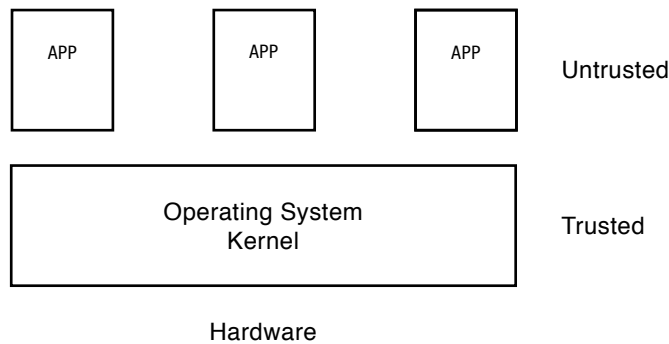 APP
APP
APP
Untrusted
Operating System
Kernel
Trusted
Hardware